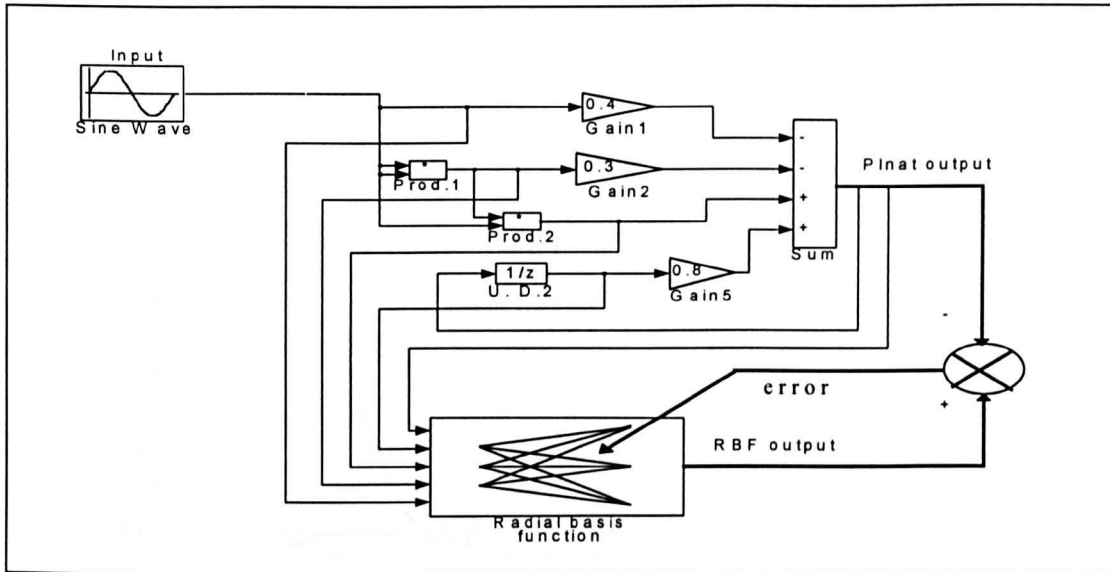 Input
Sine Wave
0.4
Gain1
-
Prod.1
0.3
Gain2
-
Plnat output
Prod.2
+
+
Sum
1/z
U. D.2
0.8
Gain5
-
error
+
RBF output
Radial basis
function